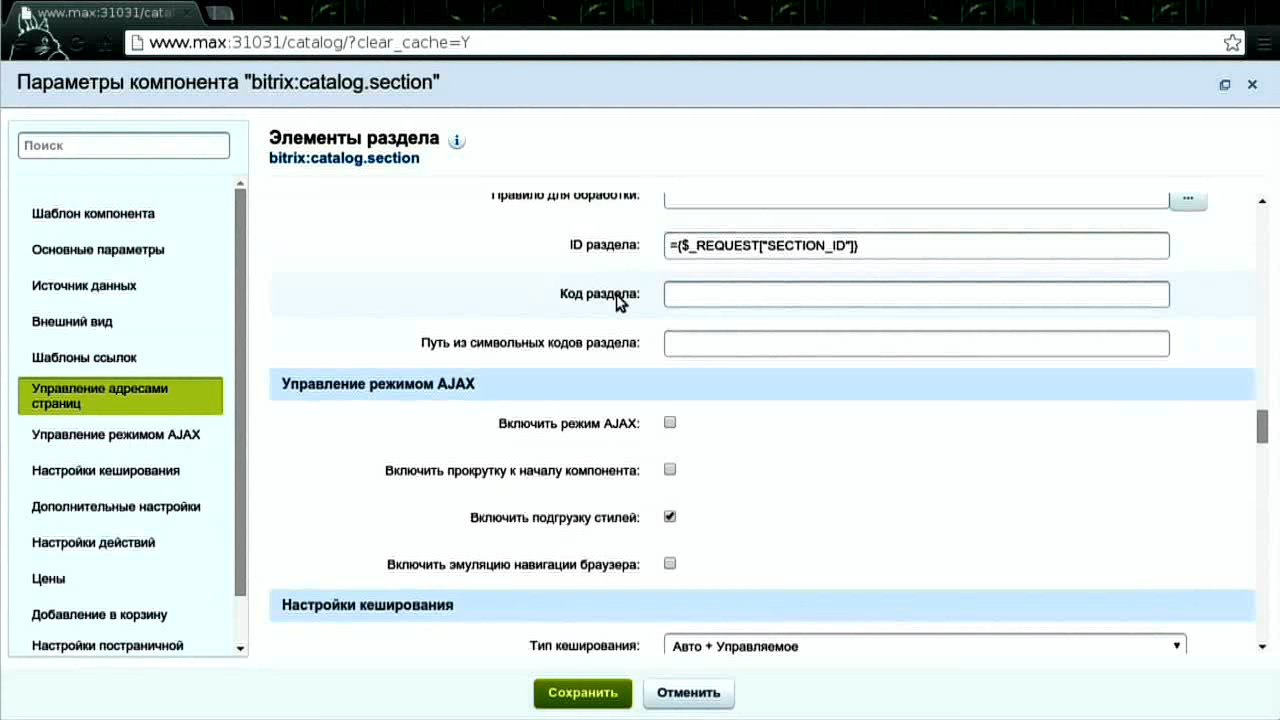 www.max:31031/cata
www.max:31031/catalog/?clear_cache=Y
Параметры компонента "bitrix:catalog.section"
Поиск
Шаблон компонента
Основные параметры
Источник данных
Внешний вид
Шаблоны ссылок
Управление адресами
страниц
Управление режимом AJAX
Настройки кеширования
Дополнительные настройки
Настройки действий
Цены
Добавление в корзину
Настройки постраничной
Элементы раздела
bitrix:catalog.section
Правило для обработки:
...
ID раздела:
={$_REQUEST["SECTION_ID"]}
Код раздела:
Путь из символьных кодов раздела:
Управление режимом AJAX
Включить режим AJAX:
Включить прокрутку к началу компонента:
Включить подгрузку стилей:
Включить эмуляцию навигации браузера:
Настройки кеширования
Тип кеширования:
Авто + Управляемое
Сохранить
Отменить